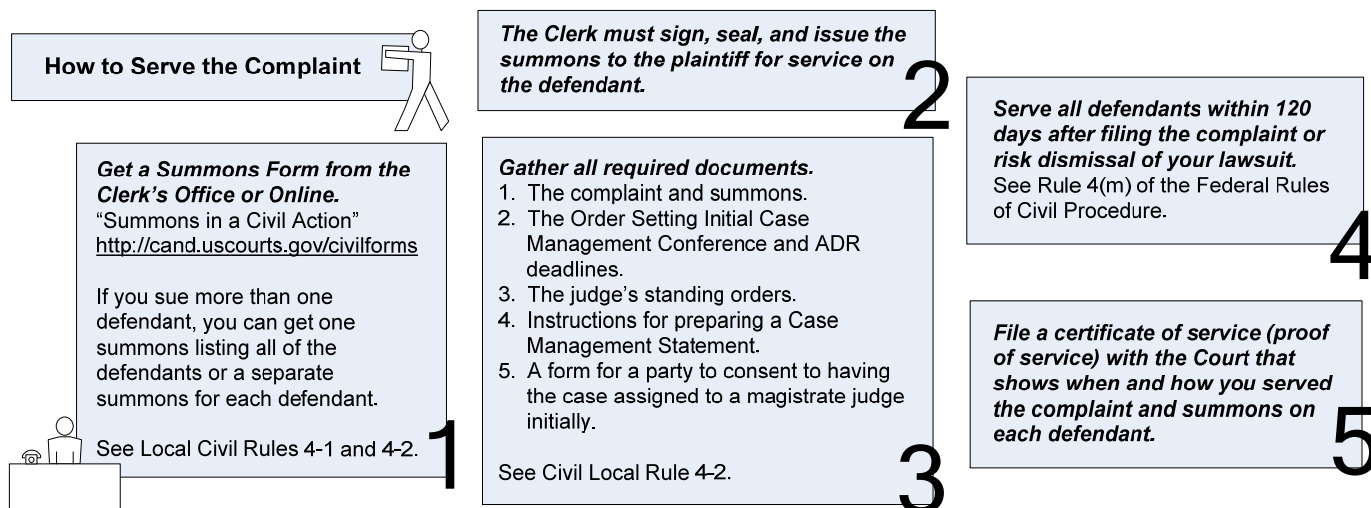 How to Serve the Complaint
Get a Summons Form from the
Clerk's Office or Online.
“Summons in a Civil Action”
http://cand.uscourts.gov/civilforms
If you sue more than one
defendant, you can get one
summons listing all of the
defendants or a separate
summons for each defendant.
See Local Civil Rules 4-1 and 4-2.
1
The Clerk must sign, seal, and issue the
summons to the plaintiff for service on
the defendant.
2
Gather all required documents.
1. The complaint and summons.
2. The Order Setting Initial Case
Management Conference and ADR
deadlines.
3. The judge's standing orders.
4. Instructions for preparing a Case
Management Statement.
5. A form for a party to consent to having
the case assigned to a magistrate judge
initially.
See Civil Local Rule 4-2.
3
Serve all defendants within 120
days after filing the complaint or
risk dismissal of your lawsuit.
See Rule 4(m) of the Federal Rules
of Civil Procedure.
4
File a certificate of service (proof
of service) with the Court that
shows when and how you served
the complaint and summons on
each defendant.
5